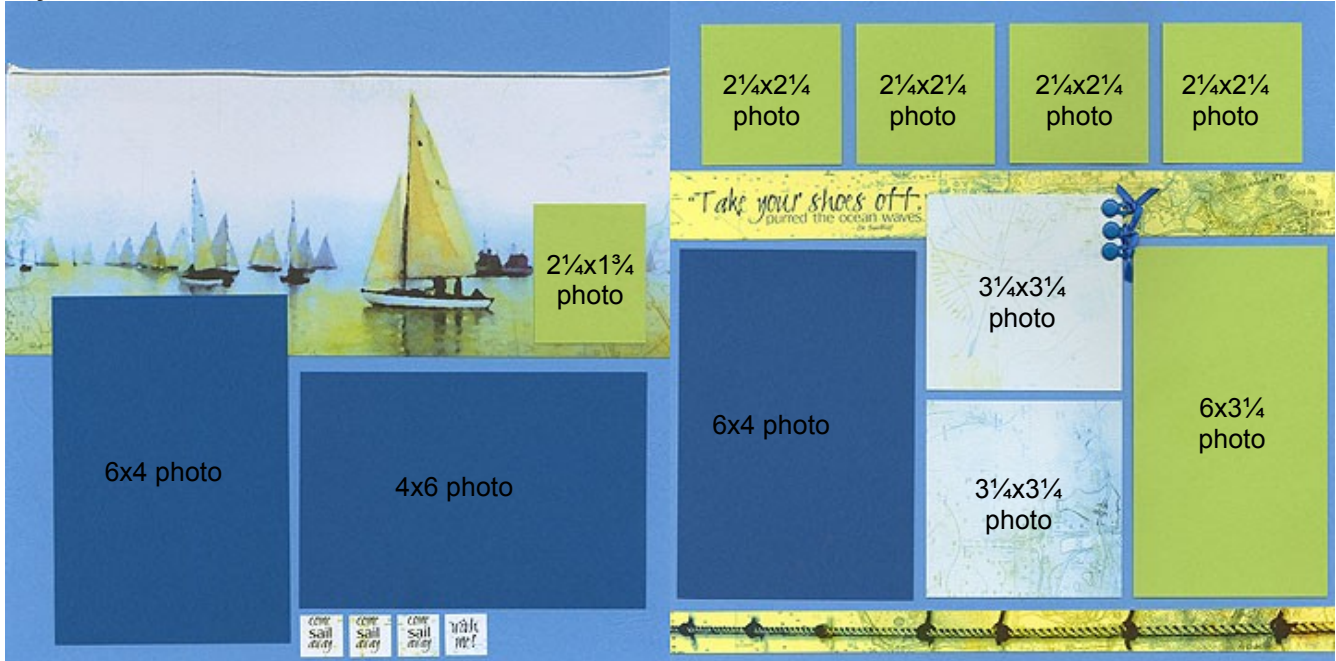 2¼x1¾
photo
6x4 photo
4x6 photo
come
sail
away
come
sail
away
come
sail
away
with
me!
2¼x2¼
photo
2¼x2¼
photo
2¼x2¼
photo
2¼x2¼
photo
"Take your shoes off."
purred the ocean waves.
3¼x3¼
photo
6x4 photo
3¼x3¼
photo
6x3¼
photo